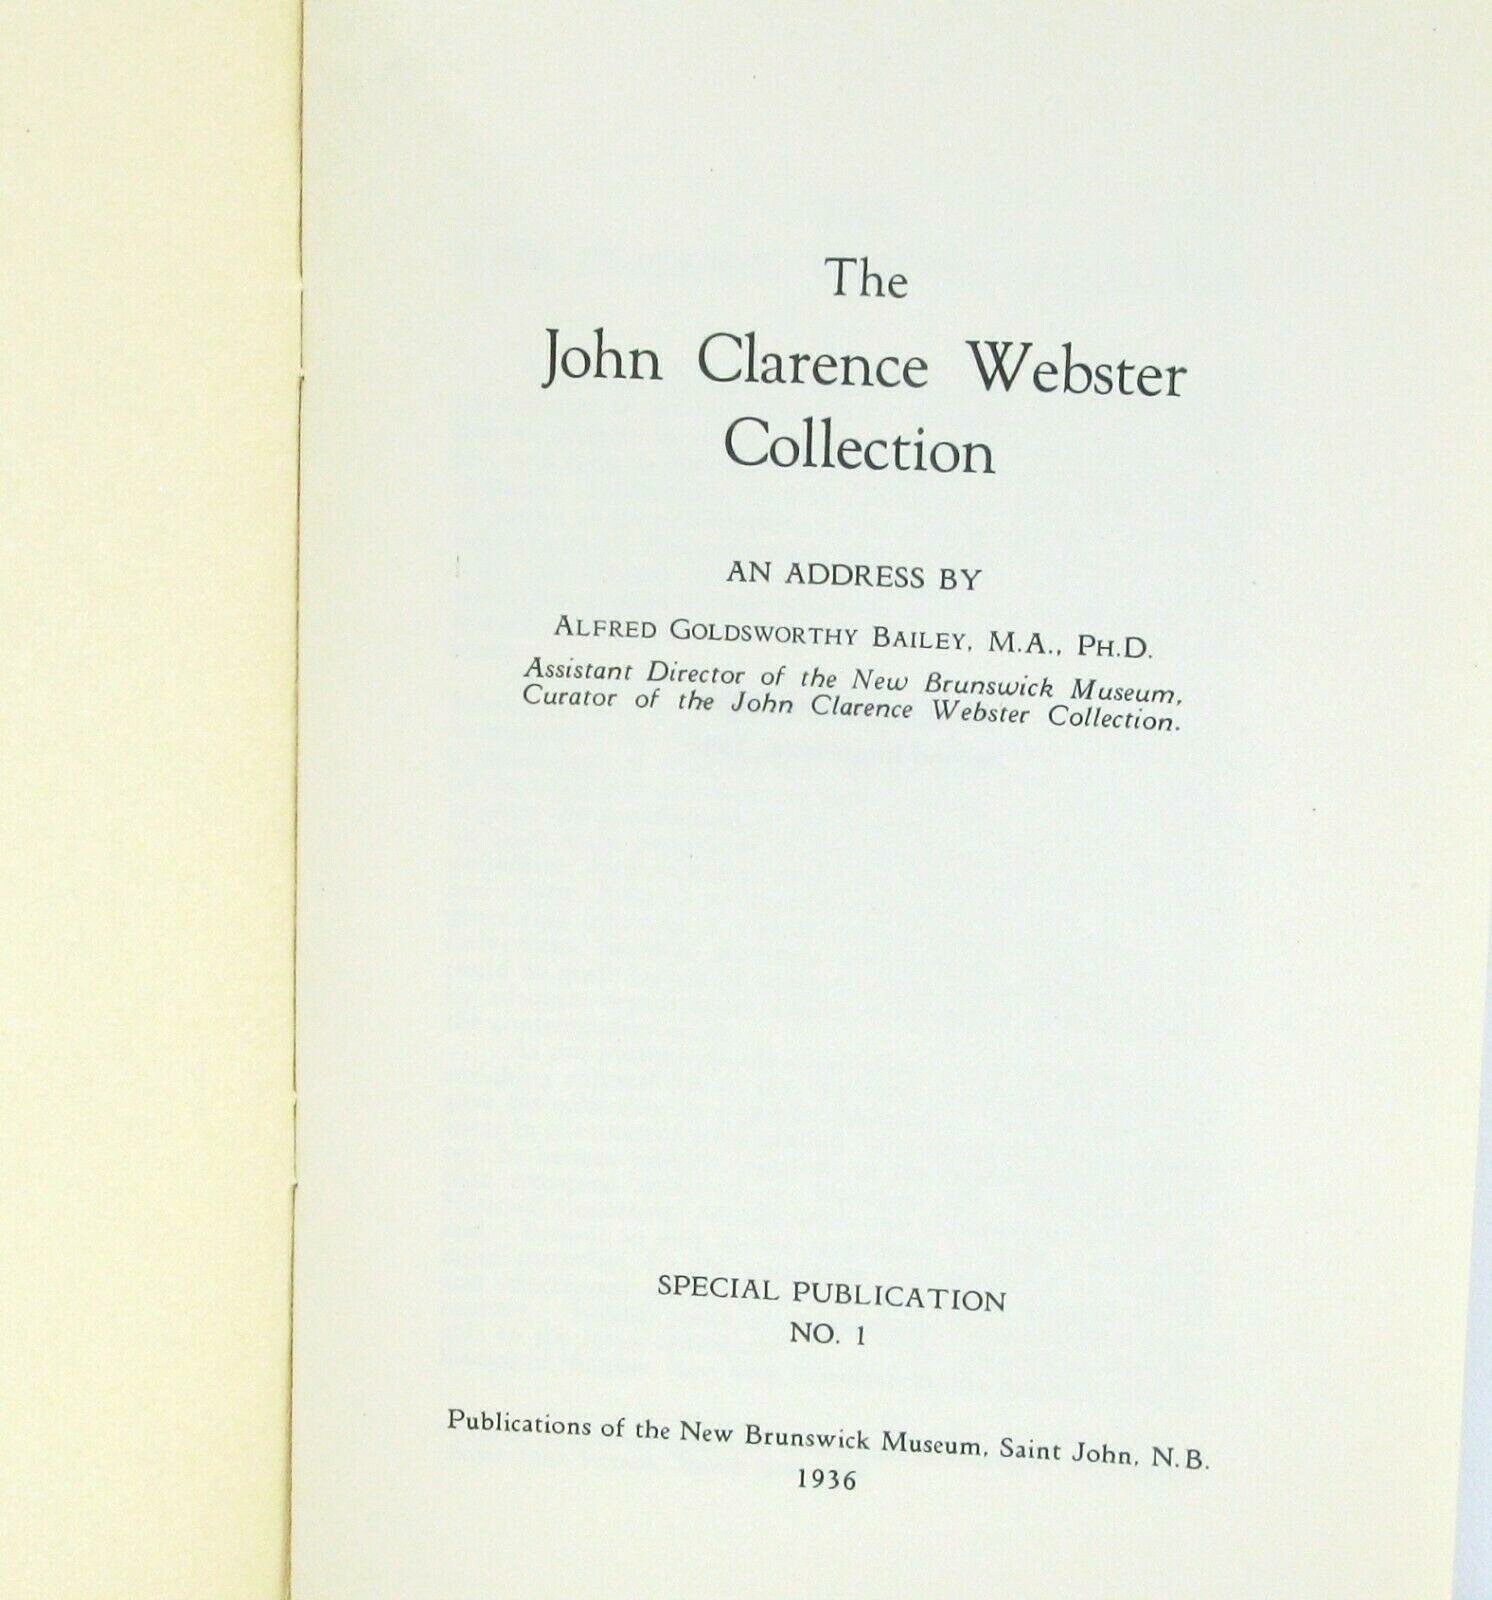 The
John Clarence Webster
Collection
AN ADDRESS BY
ALFRED GOLDSWORTHY BAILEY, M.A., PH.D.
Assistant Director of the New Brunswick Museum,
Curator of the John Clarence Webster Collection.
SPECIAL PUBLICATION
NO. 1
Publications of the New Brunswick Museum, Saint John, N.B.
1936